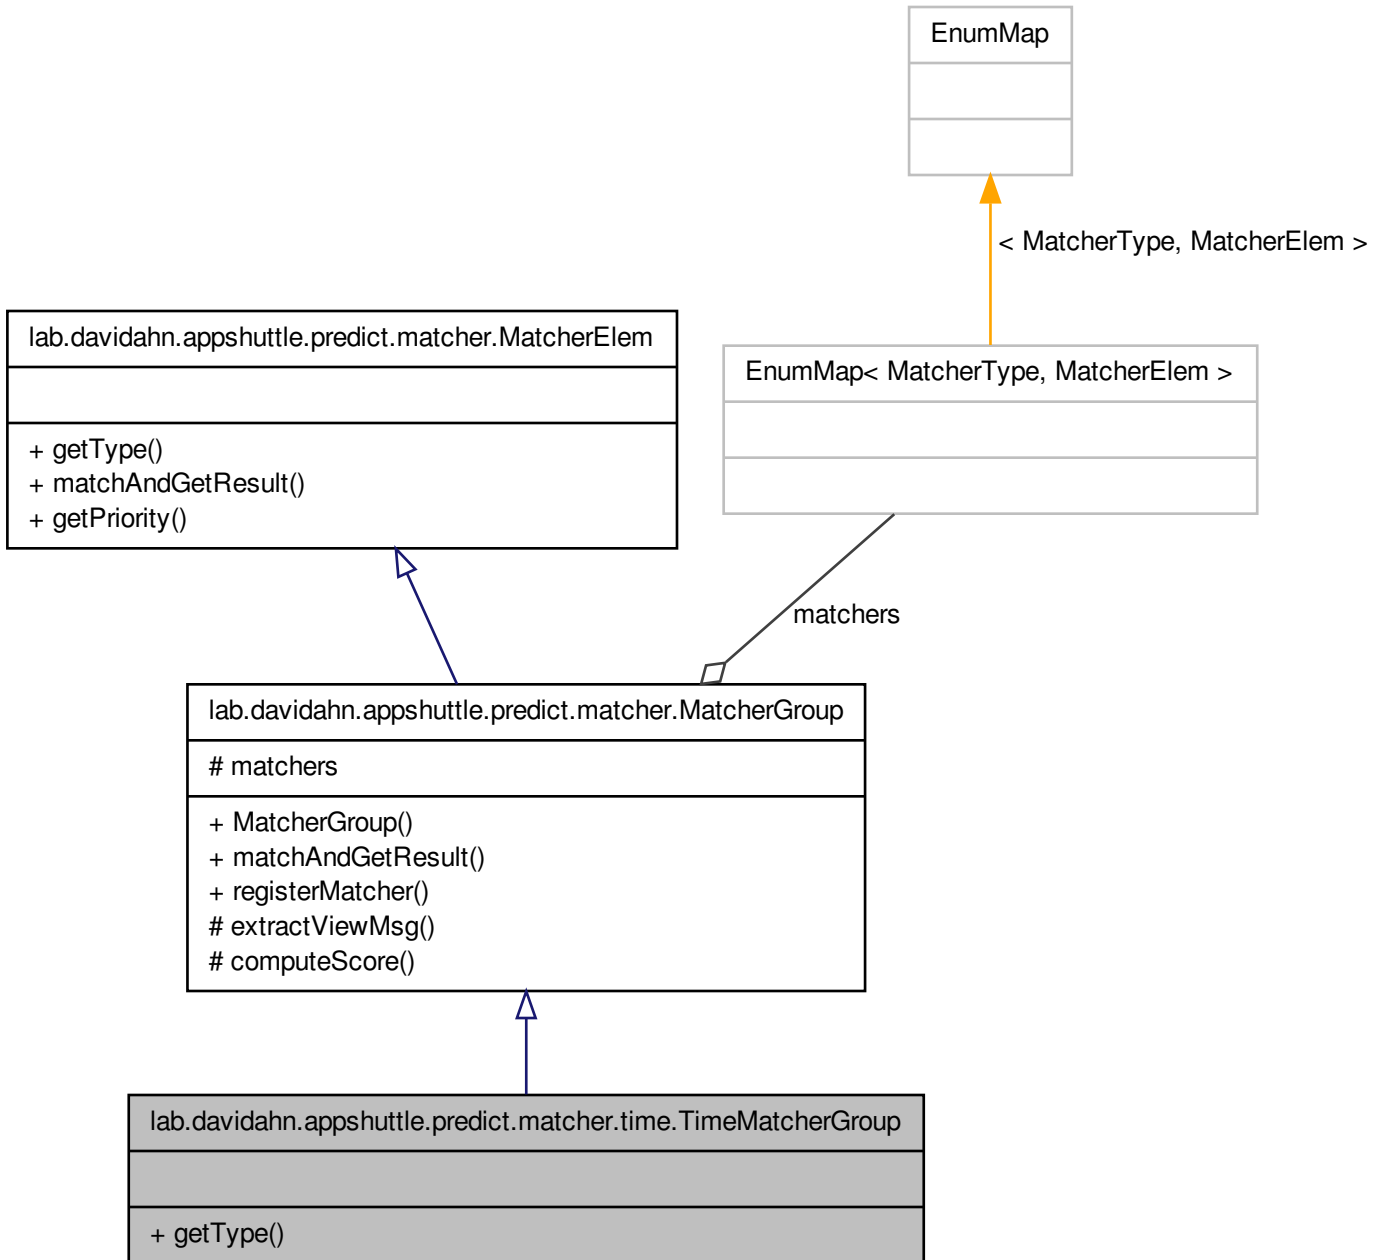 EnumMap
< MatcherType, MatcherElem >
lab.davidahn.appshuttle.predict.matcher.MatcherElem
+ getType()
+ matchAndGetResult()
+ getPriority()
EnumMap< MatcherType, MatcherElem >
matchers
lab.davidahn.appshuttle.predict.matcher.MatcherGroup
# matchers
+ MatcherGroup()
+ matchAndGetResult()
+ registerMatcher()
# extractViewMsg()
# computeScore()
lab.davidahn.appshuttle.predict.matcher.time.TimeMatcherGroup
+ getType()